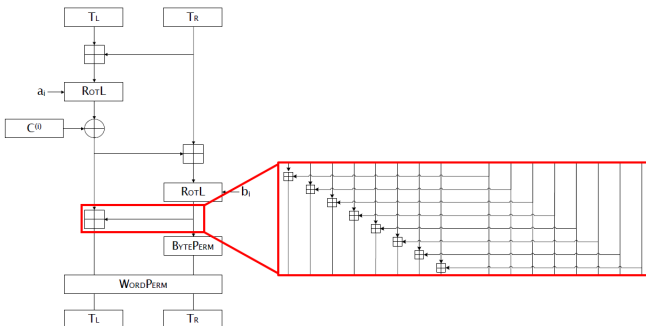 TL TR
aᵢ ROTL
C⁽ⁱ⁾
ROTL bᵢ
BYTEPERM
WORDPERM
TL TR